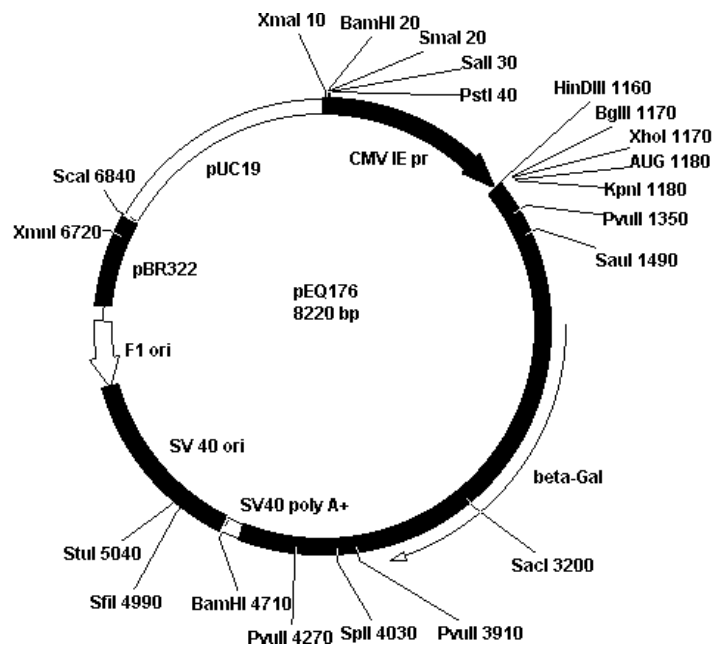 XmaI 10
BamHI 20
SmaI 20
SalI 30
PstI 40
HinDIII 1160
BglII 1170
XhoI 1170
AUG 1180
KpnI 1180
PvuII 1350
SauI 1490
CMV IE pr
pUC19
ScaI 6840
XmnI 6720
pBR322
pEQ176
8220 bp
F1 ori
SV 40 ori
beta-Gal
SV40 poly A+
StuI 5040
SfiI 4990
BamHI 4710
PvuII 4270
SplI 4030
PvuII 3910
SacI 3200